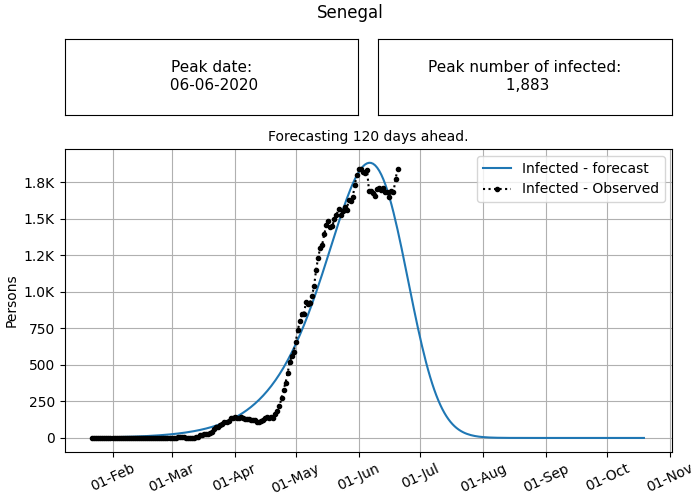 Senegal
Peak date:
06-06-2020
Peak number of infected:
1,883
Forecasting 120 days ahead.
Infected - forecast
Infected - Observed
Persons
1.8K
1.5K
1.2K
1.0K
750
500
250
0
01-Feb
01-Mar
01-Apr
01-May
01-Jun
01-Jul
01-Aug
01-Sep
01-Oct
01-Nov